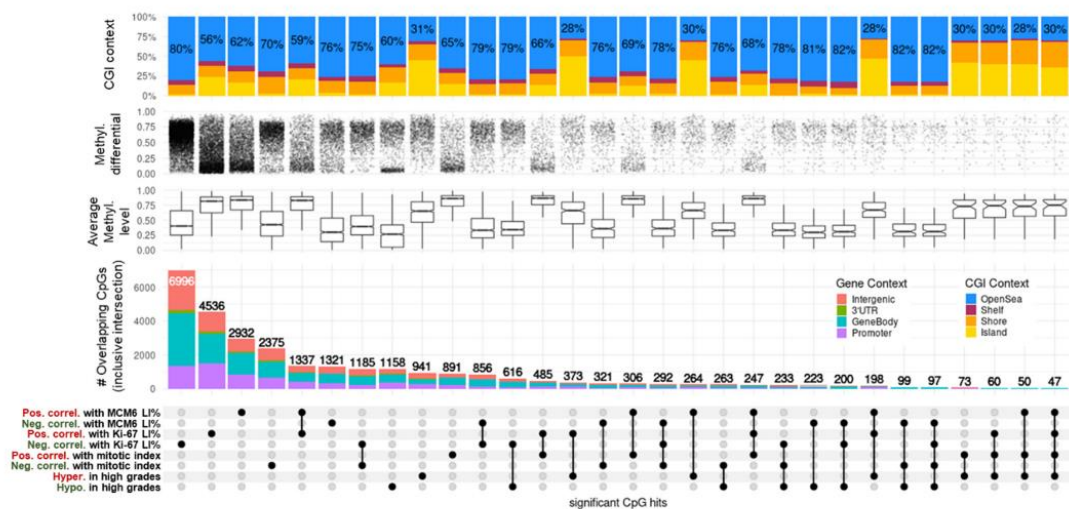 CGI context
100%
75%
50%
25%
0%
80% 56% 62% 70% 59% 76% 75% 60% 31% 65% 79% 79% 66% 28% 76% 69% 78% 30% 76% 68% 78% 81% 82% 28% 82% 82% 30% 30% 28% 30%
Methyl.
differential
1.00
0.75
0.50
0.25
0.00
Average
Methyl.
level
1.00
0.75
0.50
0.25
0.00
# Overlapping CpGs
(inclusive intersection)
6000
4000
2000
0
6996 4536 2932 2375 1337 1321 1185 1158 941 891 856 616 485 373 321 306 292 264 263 247 233 223 200 198 99 97 73 60 50 47
Gene Context
Intergenic
3'UTR
GeneBody
Promoter
CGI Context
OpenSea
Shelf
Shore
Island
Pos. correl. with MCM6 LI%
Neg. correl. with MCM6 LI%
Pos. correl. with Ki-67 LI%
Neg. correl. with Ki-67 LI%
Pos. correl. with mitotic index
Neg. correl. with mitotic index
Hyper. in high grades
Hypo. in high grades
significant CpG hits